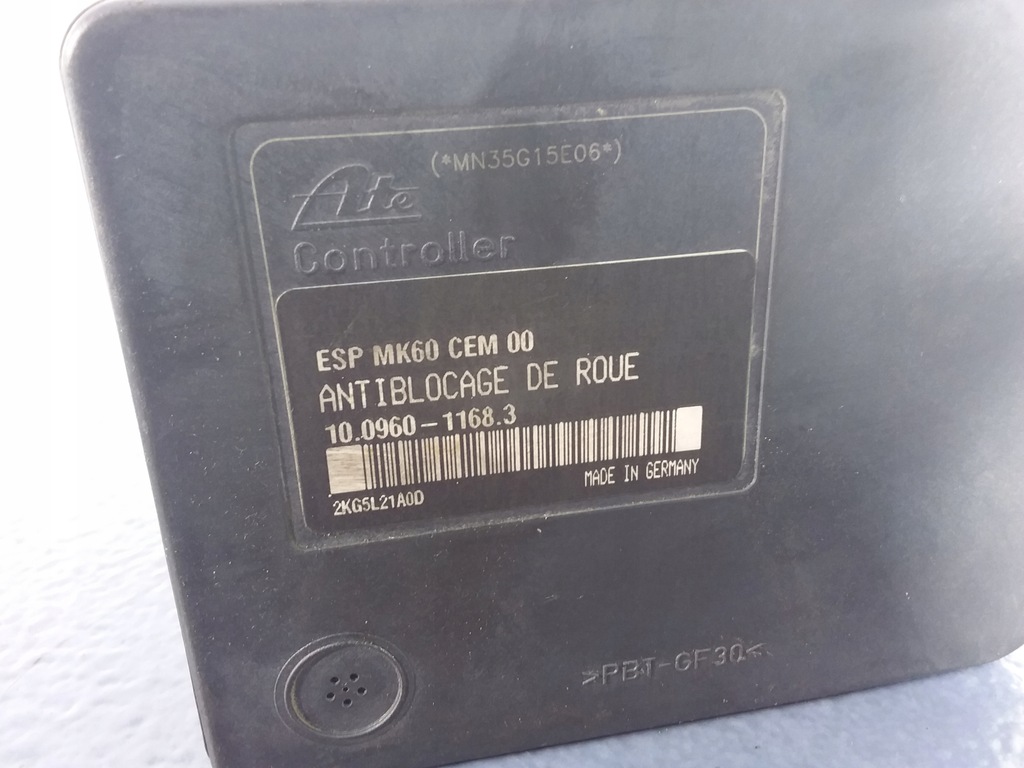 (*MN35G15E06*)
Ate
Controller
ESP MK60 CEM 00
ANTIBLOCAGE DE ROUE
10.0960-1168.3
MADE IN GERMANY
2KG5L21A0D
>PBT-GF30<